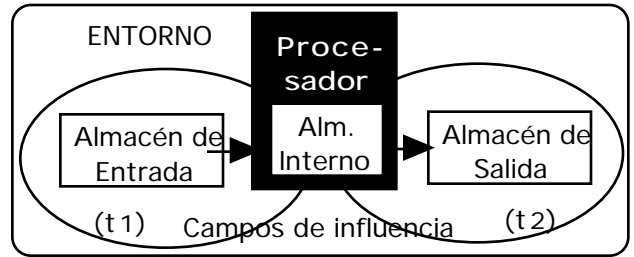 ENTORNO
Proce-
sador
Almacén de
Entrada
Alm.
Interno
Almacén de
Salida
(t1)
Campos de influencia
(t2)